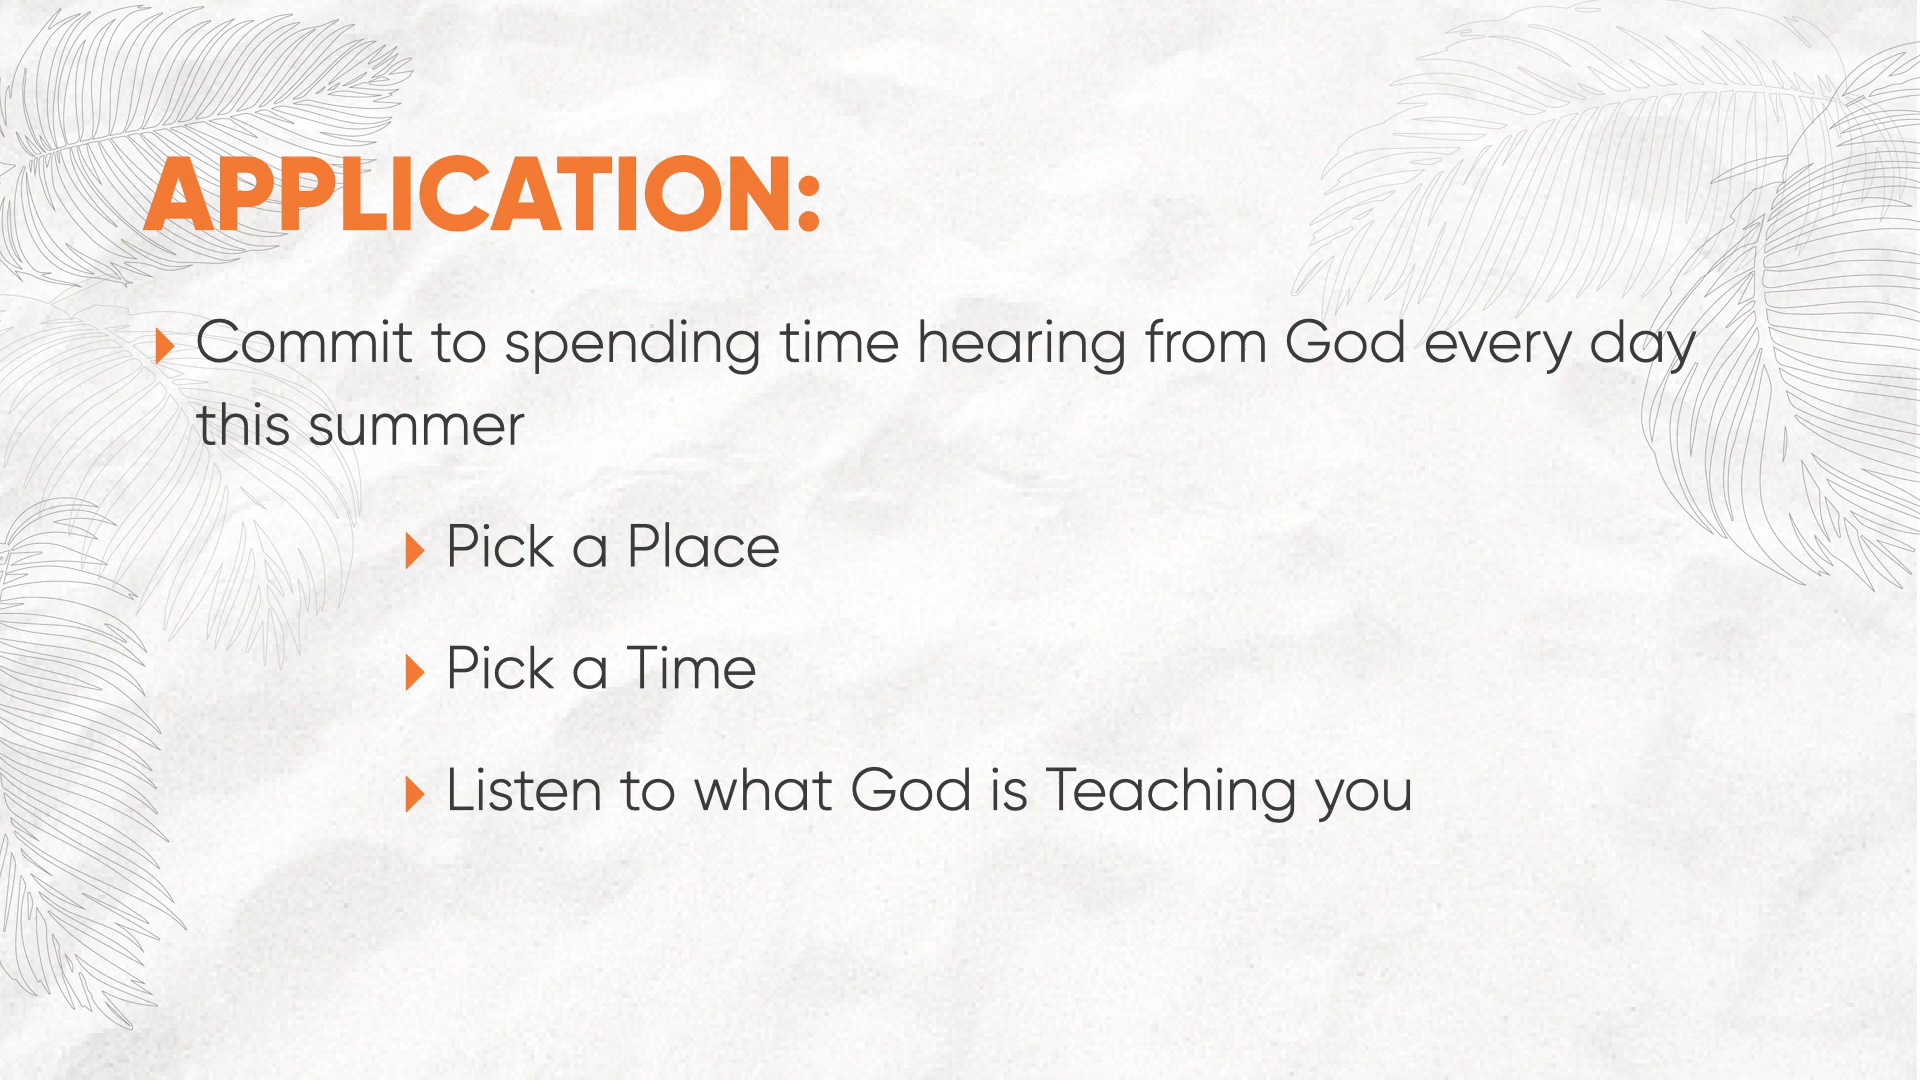 APPLICATION:
Commit to spending time hearing from God every day
this summer
Pick a Place
Pick a Time
Listen to what God is Teaching you